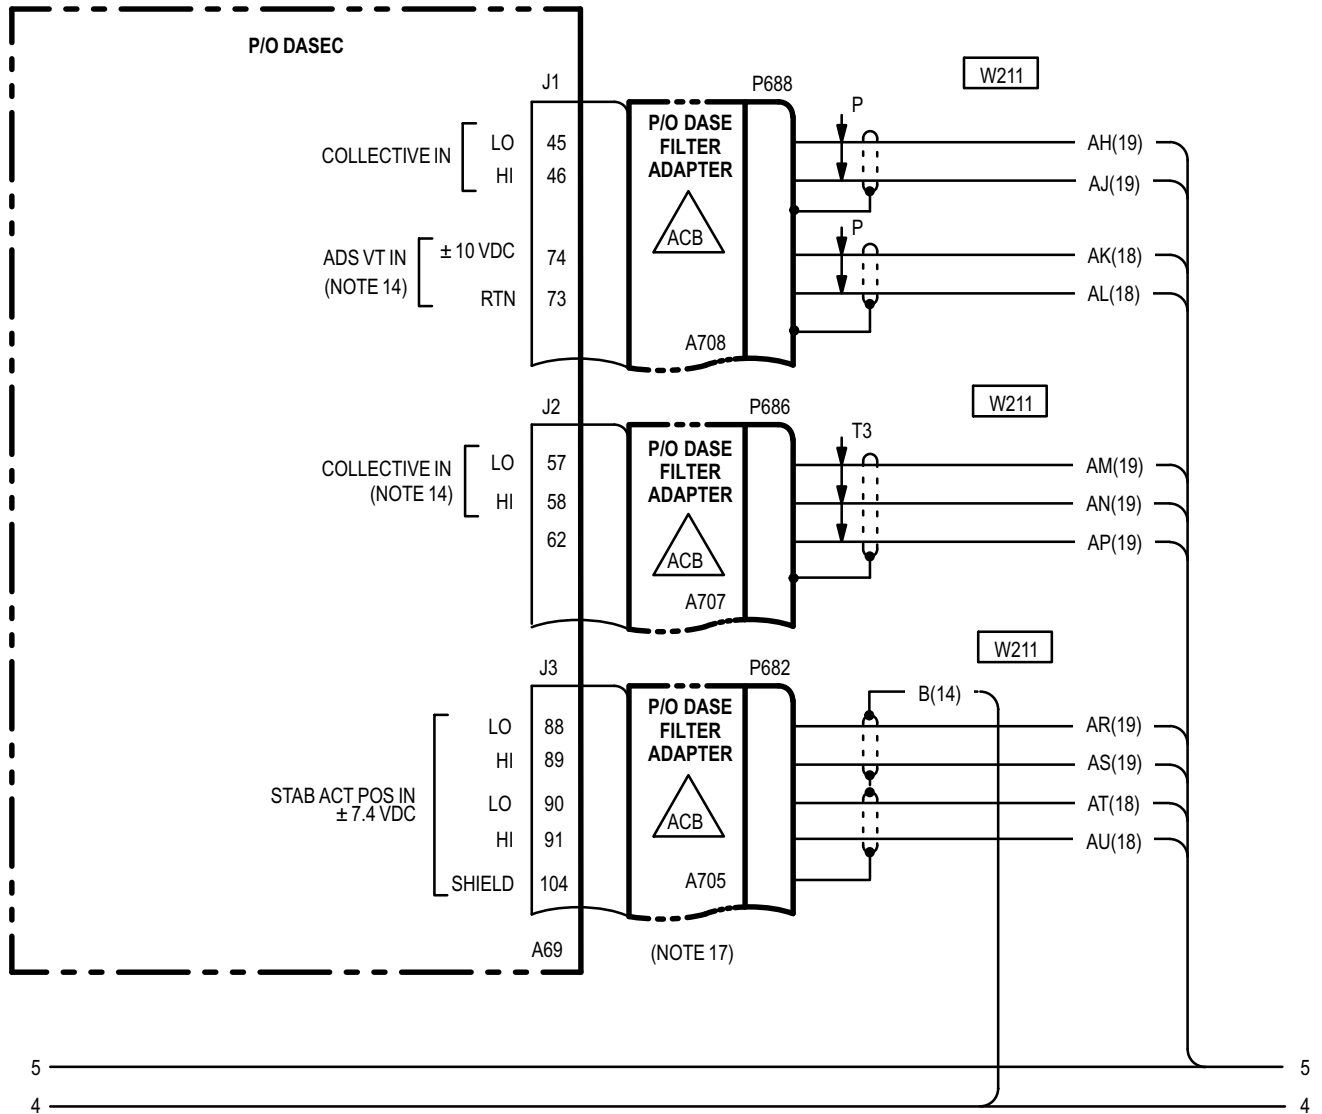 P/O DASEC
W211
J1
P688
P/O DASE
FILTER
ADAPTER
P
COLLECTIVE IN
LO
45
AH(19)
HI
46
AJ(19)
ACB
P
ADS VT IN
(NOTE 14)
± 10 VDC
74
AK(18)
RTN
73
AL(18)
A708
W211
J2
P686
P/O DASE
FILTER
ADAPTER
T3
COLLECTIVE IN
(NOTE 14)
LO
57
AM(19)
HI
58
AN(19)
62
AP(19)
ACB
A707
W211
J3
P682
P/O DASE
FILTER
ADAPTER
B(14)
STAB ACT POS IN
± 7.4 VDC
LO
88
AR(19)
HI
89
AS(19)
LO
90
AT(18)
HI
91
AU(18)
ACB
SHIELD
104
A705
A69
(NOTE 17)
5
5
4
4